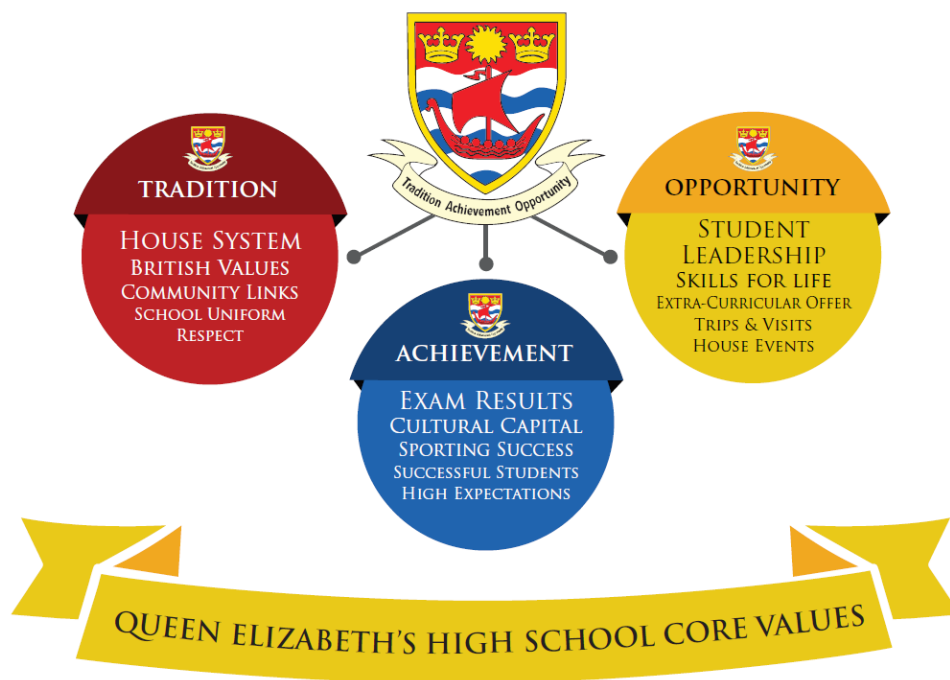 Tradition Achievement Opportunity
TRADITION
HOUSE SYSTEM
BRITISH VALUES
COMMUNITY LINKS
SCHOOL UNIFORM
RESPECT
ACHIEVEMENT
EXAM RESULTS
CULTURAL CAPITAL
SPORTING SUCCESS
SUCCESSFUL STUDENTS
HIGH EXPECTATIONS
OPPORTUNITY
STUDENT
LEADERSHIP
SKILLS FOR LIFE
EXTRA-CURRICULAR OFFER
TRIPS & VISITS
HOUSE EVENTS
QUEEN ELIZABETH'S HIGH SCHOOL CORE VALUES